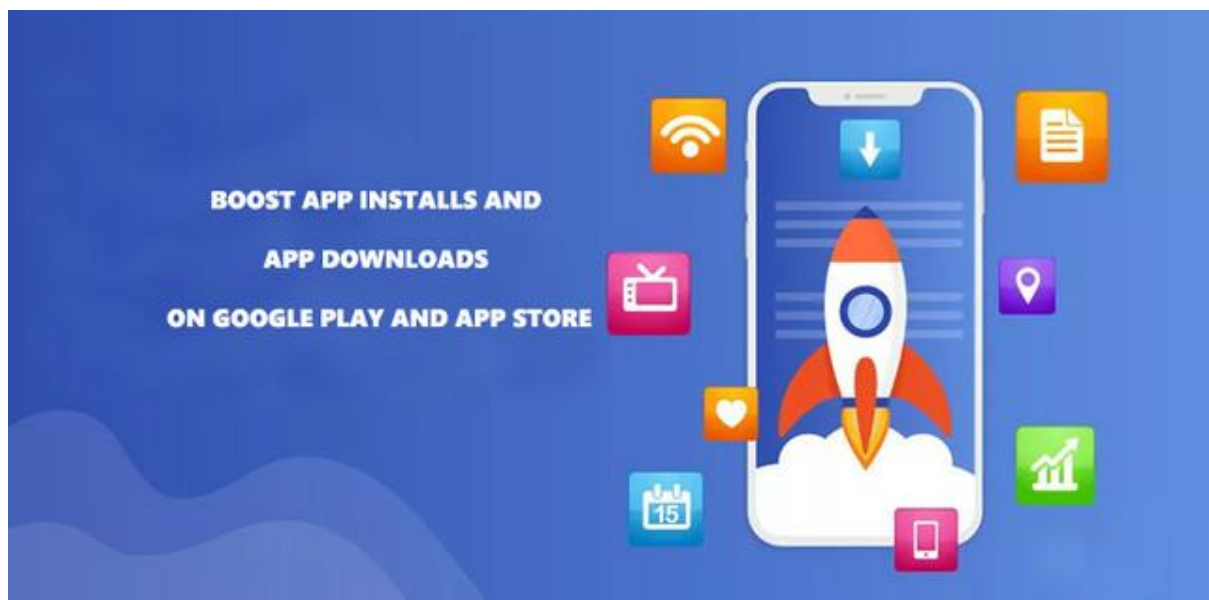 BOOST APP INSTALLS AND
APP DOWNLOADS
ON GOOGLE PLAY AND APP STORE
15